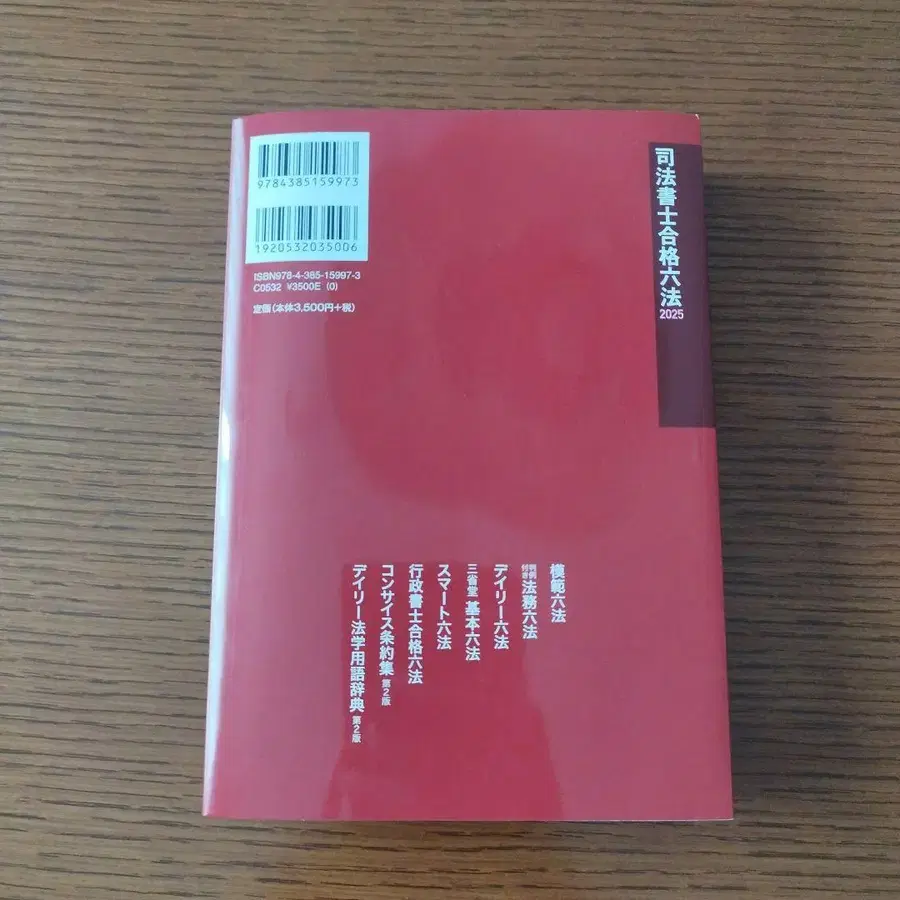 9784385159973
1920532035006
ISBN978-4-385-15997-3
C0532 ¥3500E (0)
定価(本体3,500円+税)
司法書士合格六法
2025
模範六法
判例付き法務六法
デイリー六法
三省堂 基本六法
スマート六法
行政書士合格六法
コンサイス条約集 第2版
デイリー法学用語辞典 第2版